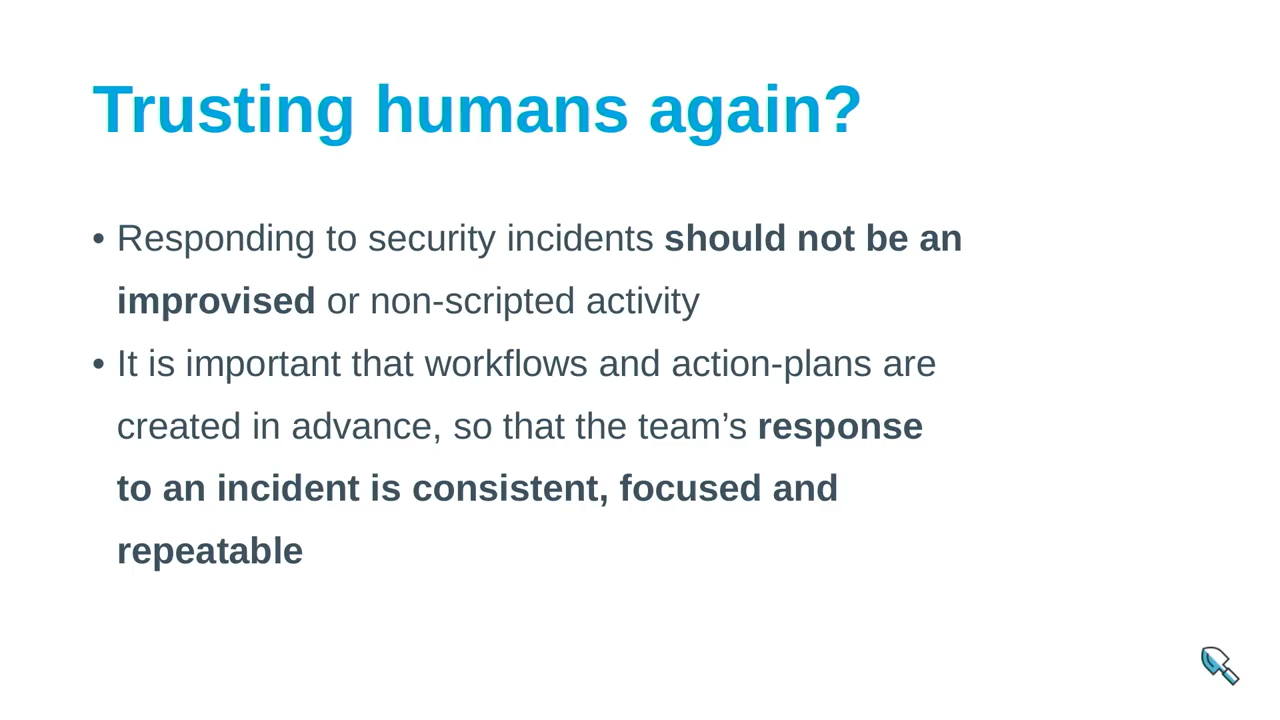 Trusting humans again?
• Responding to security incidents should not be an
improvised or non-scripted activity
• It is important that workflows and action-plans are
created in advance, so that the team’s response
to an incident is consistent, focused and
repeatable